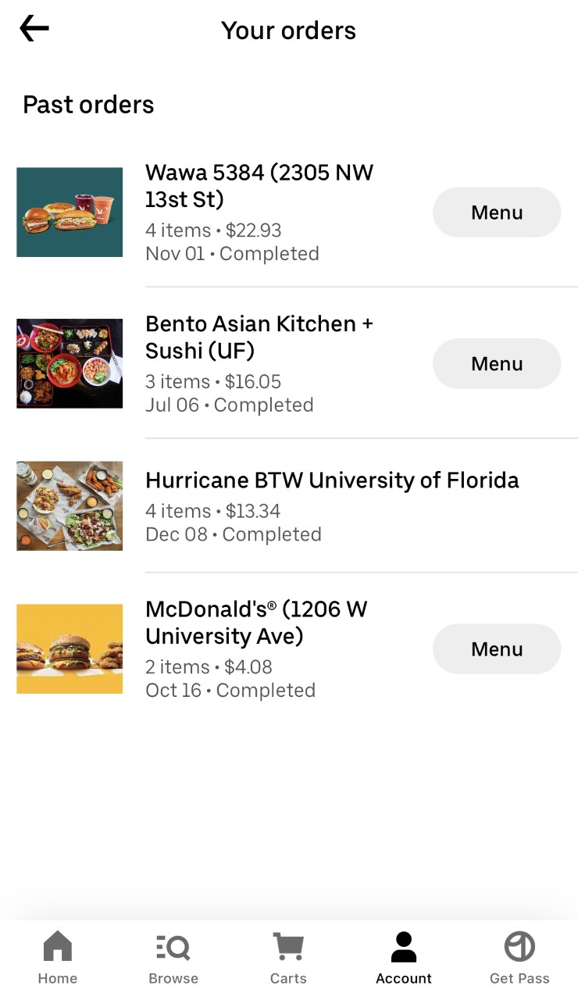 Your orders
Past orders
Wawa 5384 (2305 NW
13st St)
4 items • $22.93
Nov 01 • Completed
Menu
Bento Asian Kitchen +
Sushi (UF)
3 items • $16.05
Jul 06 • Completed
Menu
Hurricane BTW University of Florida
4 items • $13.34
Dec 08 • Completed
McDonald's® (1206 W
University Ave)
2 items • $4.08
Oct 16 • Completed
Menu
Home
Browse
Carts
Account
Get Pass